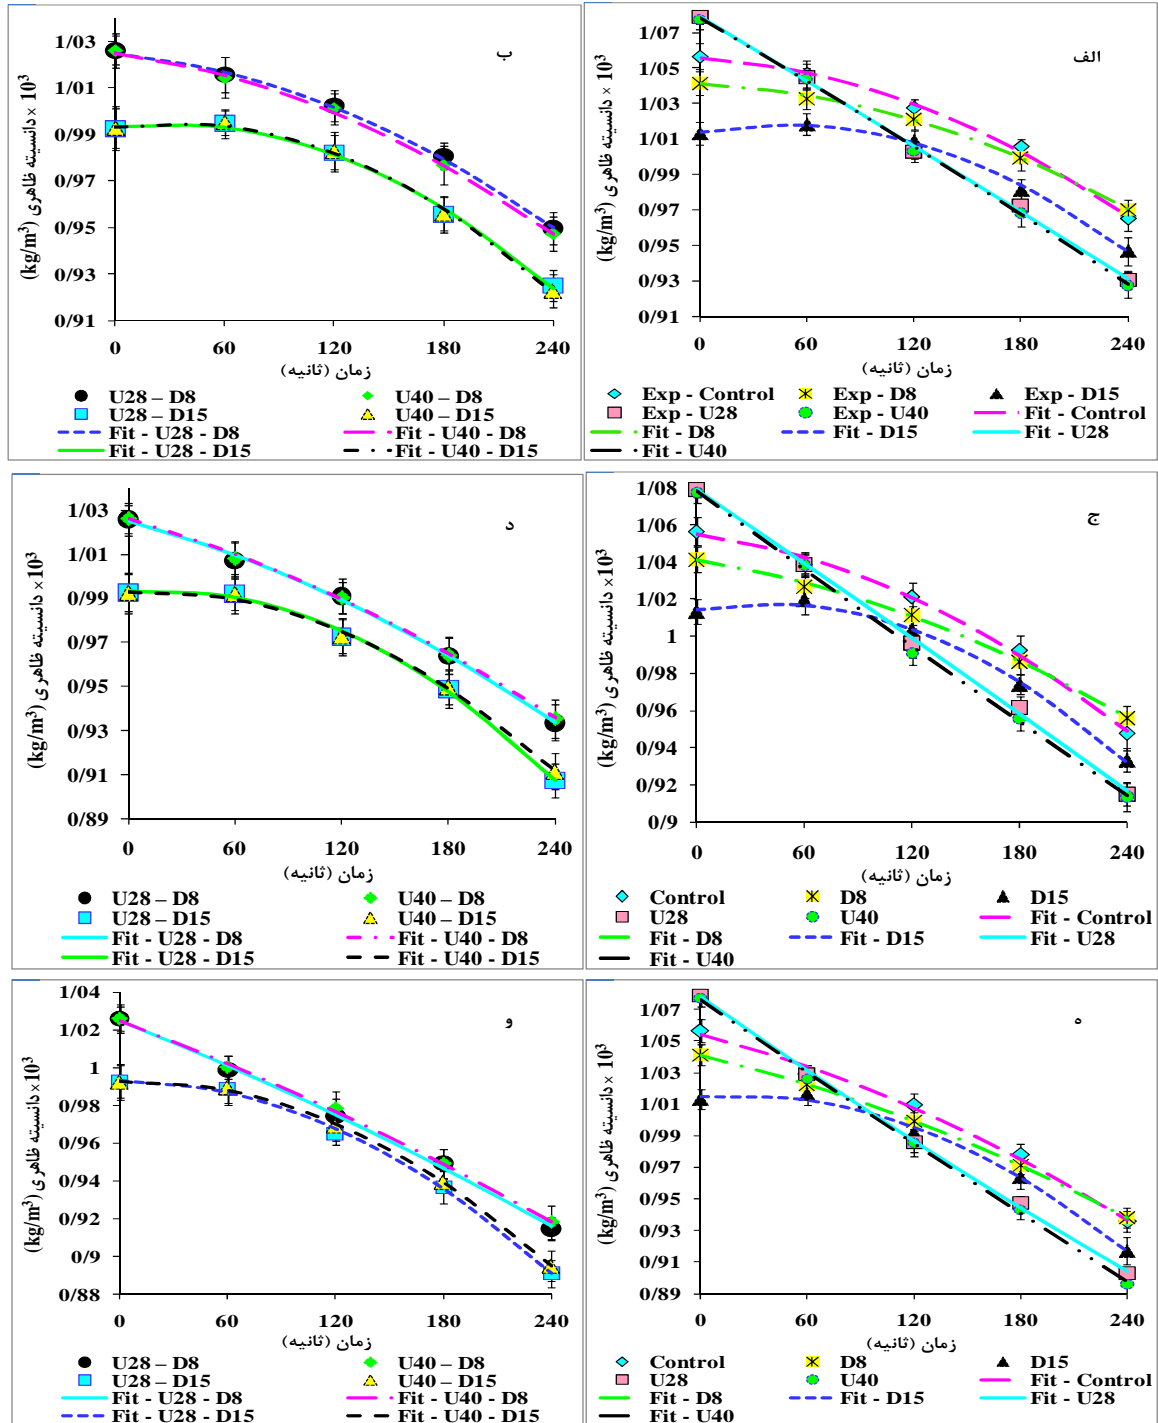 ب
1/03
1/01
0/99
0/97
0/95
0/93
0/91
دانسیته ظاهری (kg/m³) × 10³
0 60 120 180 240
زمان (ثانیه)
U28 – D8 U40 – D8
U28 – D15 U40 – D15
Fit - U28 - D8 Fit - U40 - D8
Fit - U28 - D15 Fit - U40 - D15
الف
1/07
1/05
1/03
1/01
0/99
0/97
0/95
0/93
0/91
دانسیته ظاهری (kg/m³) × 10³
0 60 120 180 240
زمان (ثانیه)
Exp - Control Exp - D8 Exp - D15
Exp - U28 Exp - U40 Fit - Control
Fit - D8 Fit - D15 Fit - U28
Fit - U40
د
1/03
1/01
0/99
0/97
0/95
0/93
0/91
0/89
دانسیته ظاهری (kg/m³) × 10³
0 60 120 180 240
زمان (ثانیه)
U28 – D8 U40 – D8
U28 – D15 U40 – D15
Fit - U28 - D8 Fit - U40 - D8
Fit - U28 - D15 Fit - U40 - D15
ج
1/08
1/06
1/04
1/02
1
0/98
0/96
0/94
0/92
0/9
دانسیته ظاهری (kg/m³) × 10³
0 60 120 180 240
زمان (ثانیه)
Control D8 D15
U28 U40 Fit - Control
Fit - D8 Fit - D15 Fit - U28
Fit - U40
و
1/04
1/02
1
0/98
0/96
0/94
0/92
0/9
0/88
دانسیته ظاهری (kg/m³) × 10³
0 60 120 180 240
زمان (ثانیه)
U28 – D8 U40 – D8
U28 – D15 U40 – D15
Fit - U28 - D8 Fit - U40 - D8
Fit - U28 - D15 Fit - U40 - D15
ه
1/07
1/05
1/03
1/01
0/99
0/97
0/95
0/93
0/91
0/89
دانسیته ظاهری (kg/m³) × 10³
0 60 120 180 240
زمان (ثانیه)
Control D8 D15
U28 U40 Fit - Control
Fit - D8 Fit - D15 Fit - U28
Fit - U40